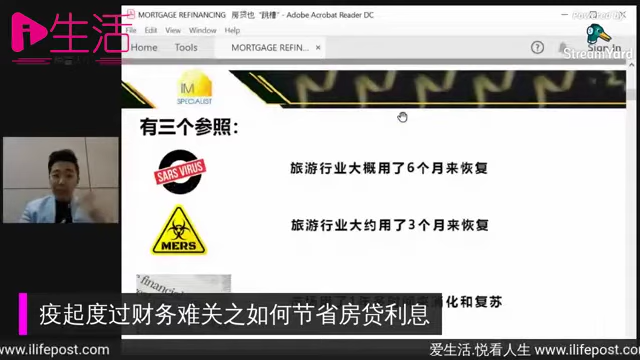 MORTGAGE REFINANCING 房贷也 “跳槽” - Adobe Acrobat Reader DC
File Edit View Window Help
Home Tools MORTGAGE REFIN... × Sign In
i生活
StreamYard
IM
SPECIALIST
有三个参照：
SARS VIRUS
旅游行业大概用了6个月来恢复
MERS
旅游行业大约用了3个月来恢复
financial
化和复苏
疫起度过财务难关之如何节省房贷利息
www.ilifepost.com
爱生活.悦看人生 www.ilifepost.com